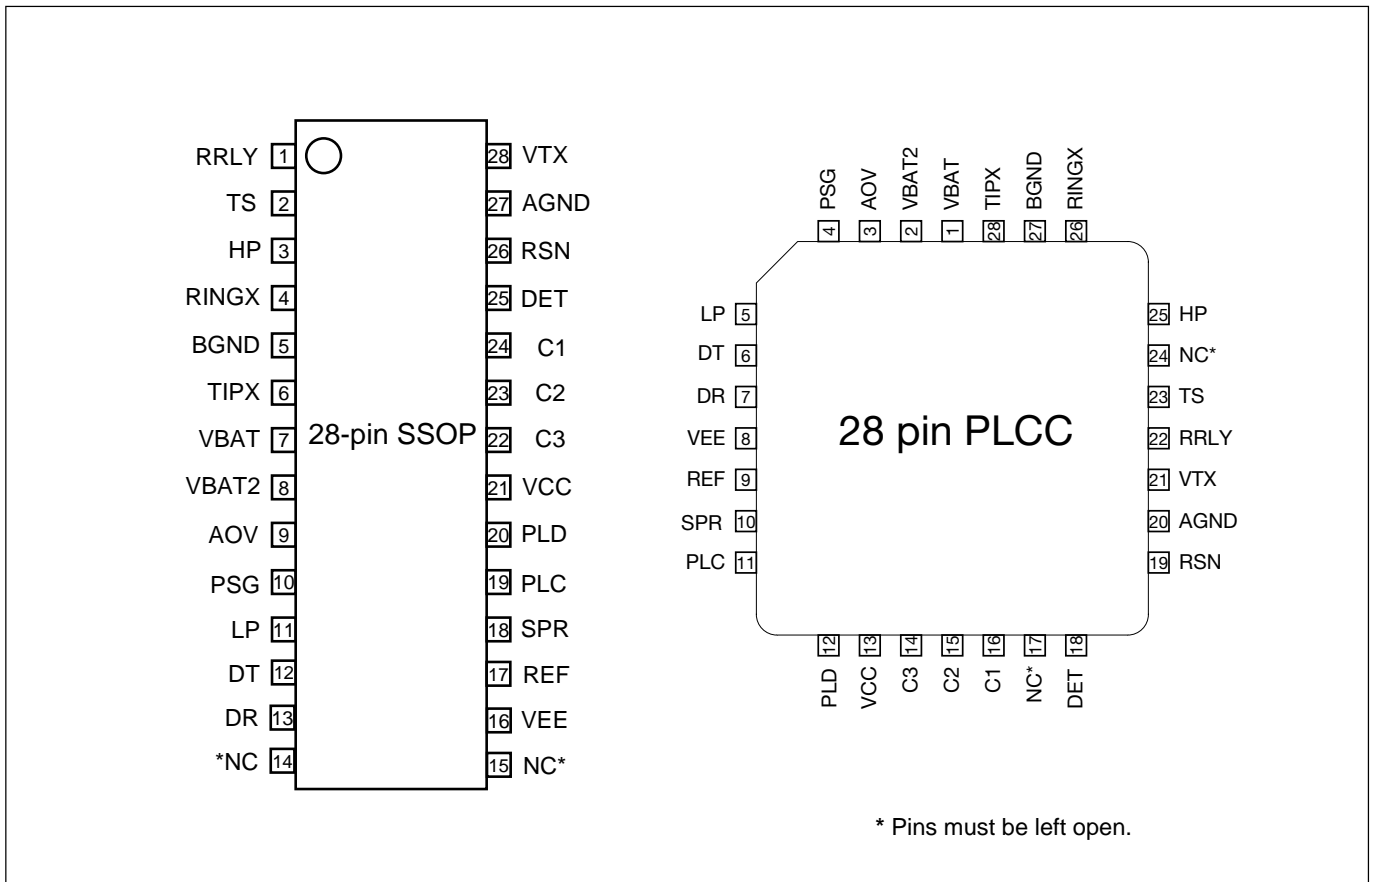 RRLY 1
TS 2
HP 3
RINGX 4
BGND 5
TIPX 6
VBAT 7
VBAT2 8
AOV 9
PSG 10
LP 11
DT 12
DR 13
*NC 14
28-pin SSOP
28 VTX
27 AGND
26 RSN
25 DET
24 C1
23 C2
22 C3
21 VCC
20 PLD
19 PLC
18 SPR
17 REF
16 VEE
15 NC*
PSG 4
AOV 3
VBAT2 2
VBAT 1
TIPX 28
BGND 27
RINGX 26
LP 5
DT 6
DR 7
VEE 8
REF 9
SPR 10
PLC 11
28 pin PLCC
25 HP
24 NC*
23 TS
22 RRLY
21 VTX
20 AGND
19 RSN
PLD 12
VCC 13
C3 14
C2 15
C1 16
NC* 17
DET 18
* Pins must be left open.